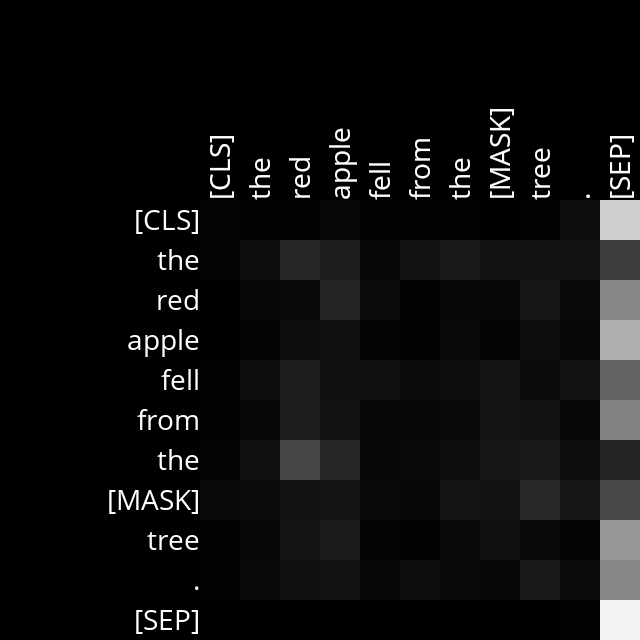 [CLS] the red apple fell from the [MASK] tree . [SEP]
[CLS]
the
red
apple
fell
from
the
[MASK]
tree
.
[SEP]